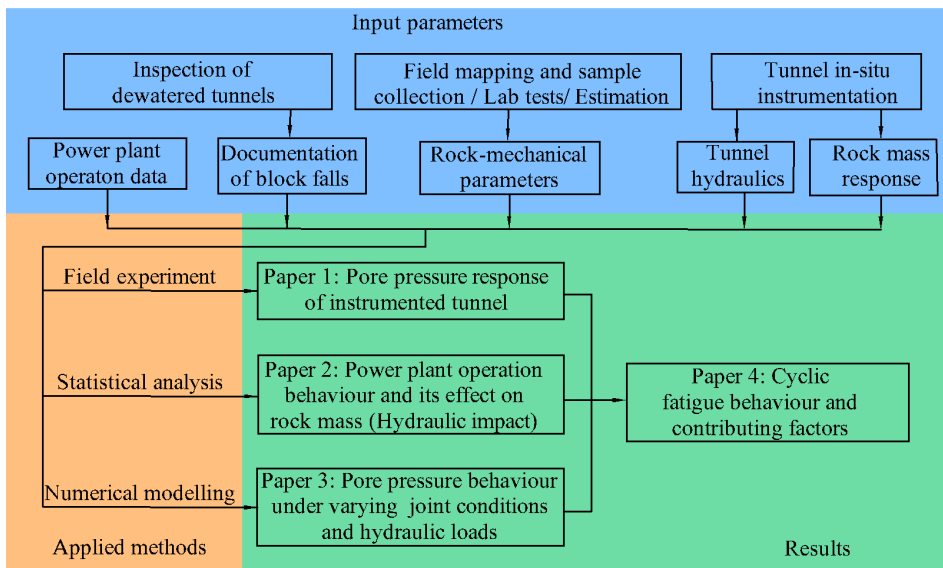 Input parameters
Inspection of
dewatered tunnels
Field mapping and sample
collection / Lab tests/ Estimation
Tunnel in-situ
instrumentation
Power plant
operaton data
Documentation
of block falls
Rock-mechanical
parameters
Tunnel
hydraulics
Rock mass
response
Field experiment
Paper 1: Pore pressure response
of instrumented tunnel
Statistical analysis
Paper 2: Power plant operation
behaviour and its effect on
rock mass (Hydraulic impact)
Paper 4: Cyclic
fatigue behaviour and
contributing factors
Numerical modelling
Paper 3: Pore pressure behaviour
under varying joint conditions
and hydraulic loads
Applied methods
Results